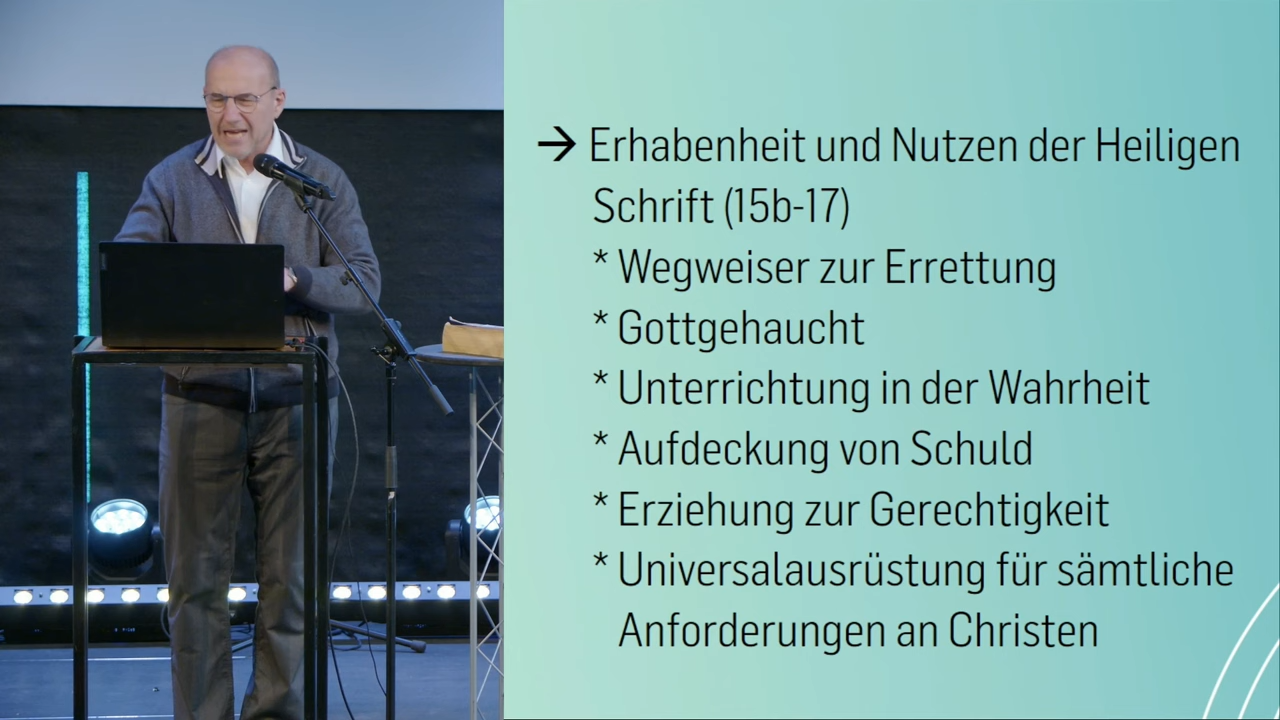 → Erhabenheit und Nutzen der Heiligen
Schrift (15b-17)
* Wegweiser zur Errettung
* Gottgehaucht
* Unterrichtung in der Wahrheit
* Aufdeckung von Schuld
* Erziehung zur Gerechtigkeit
* Universalausrüstung für sämtliche
Anforderungen an Christen